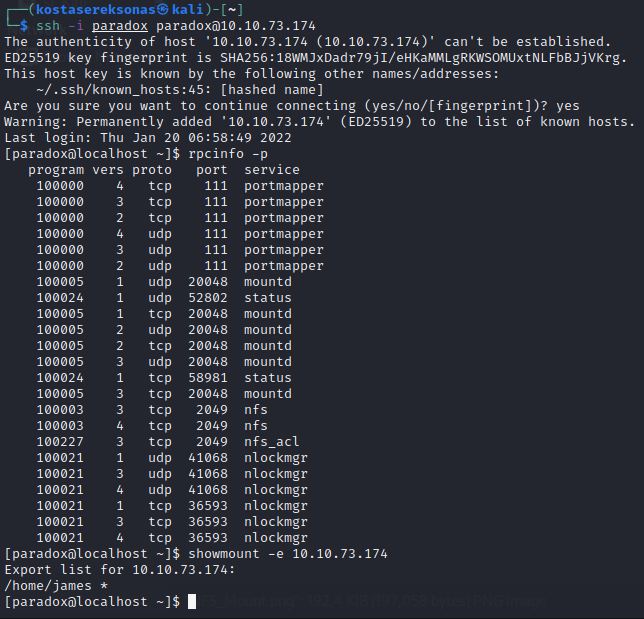 ┌──(kostasereksonas㉿kali)-[~]
└─$ ssh -i paradox paradox@10.10.73.174
The authenticity of host '10.10.73.174 (10.10.73.174)' can't be established.
ED25519 key fingerprint is SHA256:18WMJxDadr79jI/eHKaMMLgRKWSOMUxtNLFbBJjVKrg.
This host key is known by the following other names/addresses:
    ~/.ssh/known_hosts:45: [hashed name]
Are you sure you want to continue connecting (yes/no/[fingerprint])? yes
Warning: Permanently added '10.10.73.174' (ED25519) to the list of known hosts.
Last login: Thu Jan 20 06:58:49 2022
[paradox@localhost ~]$ rpcinfo -p
   program vers proto   port  service
    100000    4   tcp    111  portmapper
    100000    3   tcp    111  portmapper
    100000    2   tcp    111  portmapper
    100000    4   udp    111  portmapper
    100000    3   udp    111  portmapper
    100000    2   udp    111  portmapper
    100005    1   udp  20048  mountd
    100024    1   udp  52802  status
    100005    1   tcp  20048  mountd
    100005    2   udp  20048  mountd
    100005    2   tcp  20048  mountd
    100005    3   udp  20048  mountd
    100024    1   tcp  58981  status
    100005    3   tcp  20048  mountd
    100003    3   tcp   2049  nfs
    100003    4   tcp   2049  nfs
    100227    3   tcp   2049  nfs_acl
    100021    1   udp  41068  nlockmgr
    100021    3   udp  41068  nlockmgr
    100021    4   udp  41068  nlockmgr
    100021    1   tcp  36593  nlockmgr
    100021    3   tcp  36593  nlockmgr
    100021    4   tcp  36593  nlockmgr
[paradox@localhost ~]$ showmount -e 10.10.73.174
Export list for 10.10.73.174:
/home/james *
[paradox@localhost ~]$